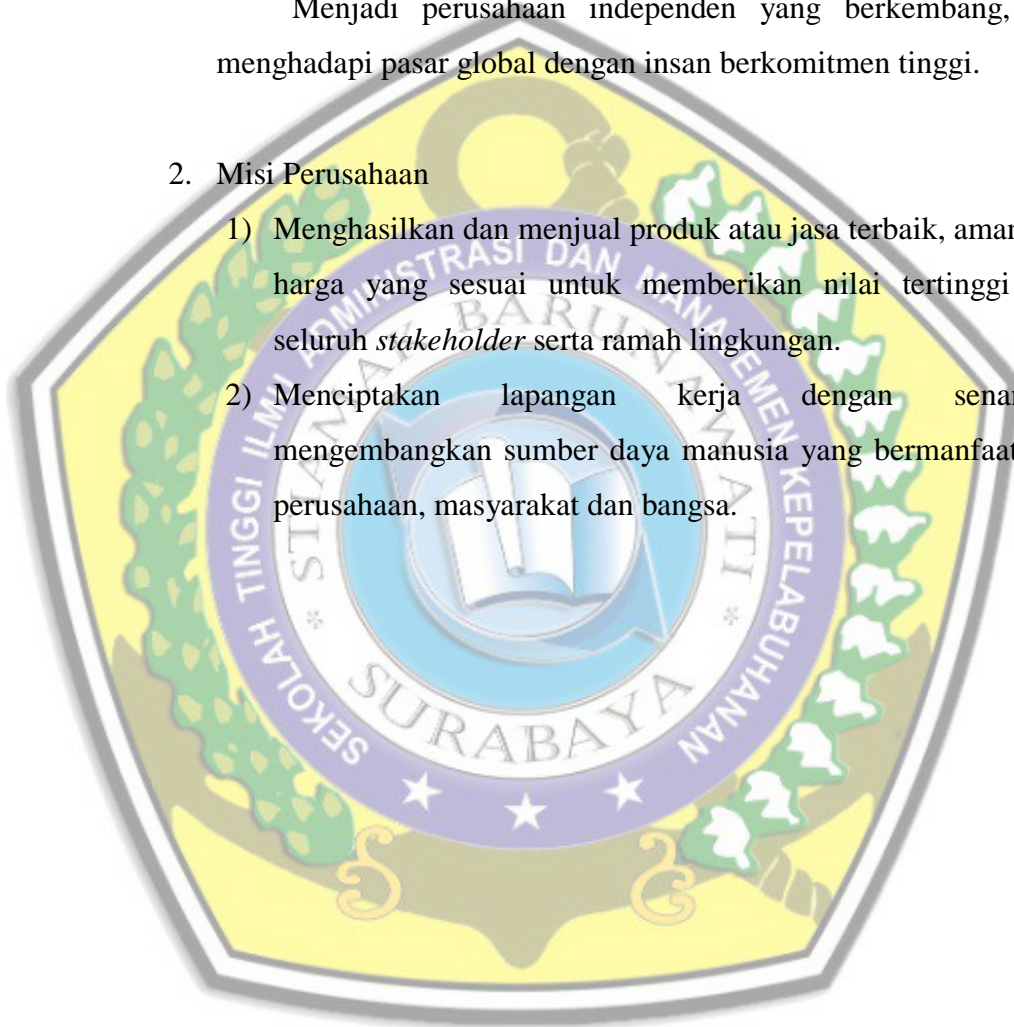 Menjadi perusahaan independen yang berkembang,
menghadapi pasar global dengan insan berkomitmen tinggi.
2. Misi Perusahaan
1) Menghasilkan dan menjual produk atau jasa terbaik,
harga yang sesuai untuk memberikan nilai tertinggi
seluruh stakeholder serta ramah lingkungan.
2) Menciptakan lapangan kerja dengan
mengembangkan sumber daya manusia yang bermanfaat
perusahaan, masyarakat dan bangsa.
SEKOLAH TINGGI ILMU ADMINISTRASI DAN MANAJEMEN KEPELABUHANAN
STIAMAK BARUNAWATI
SURABAYA